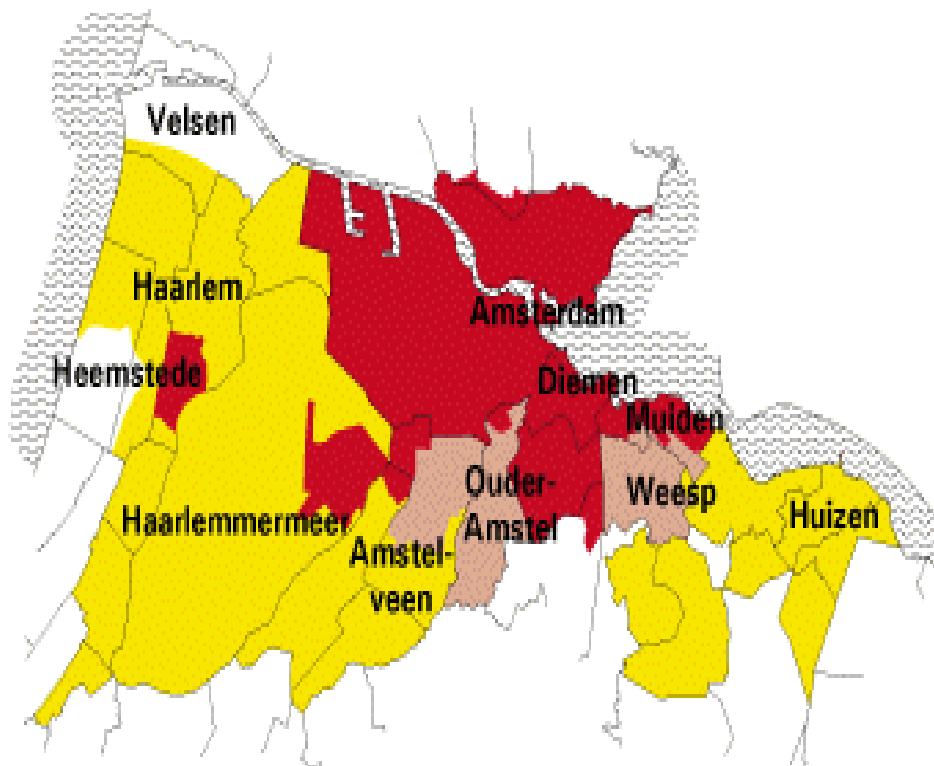 Velsen
Haarlem
Amsterdam
Heemstede
Diemen
Muiden
Ouder-
Amstel
Weesp
Huizen
Haarlemmermeer
Amstel-
veen